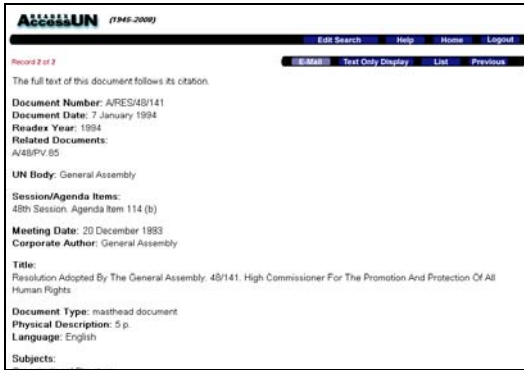 READEX
AccessUN (1945-2008)
Edit Search Help Home Logout
Record 2 of 2
E-Mail Text Only Display List Previous
The full text of this document follows its citation.
Document Number: A/RES/48/141
Document Date: 7 January 1994
Readex Year: 1994
Related Documents:
A/48/PV.85
UN Body: General Assembly
Session/Agenda Items:
48th Session. Agenda Item 114 (b)
Meeting Date: 20 December 1993
Corporate Author: General Assembly
Title:
Resolution Adopted By The General Assembly. 48/141. High Commissioner For The Promotion And Protection Of All
Human Rights
Document Type: masthead document
Physical Description: 5 p.
Language: English
Subjects: